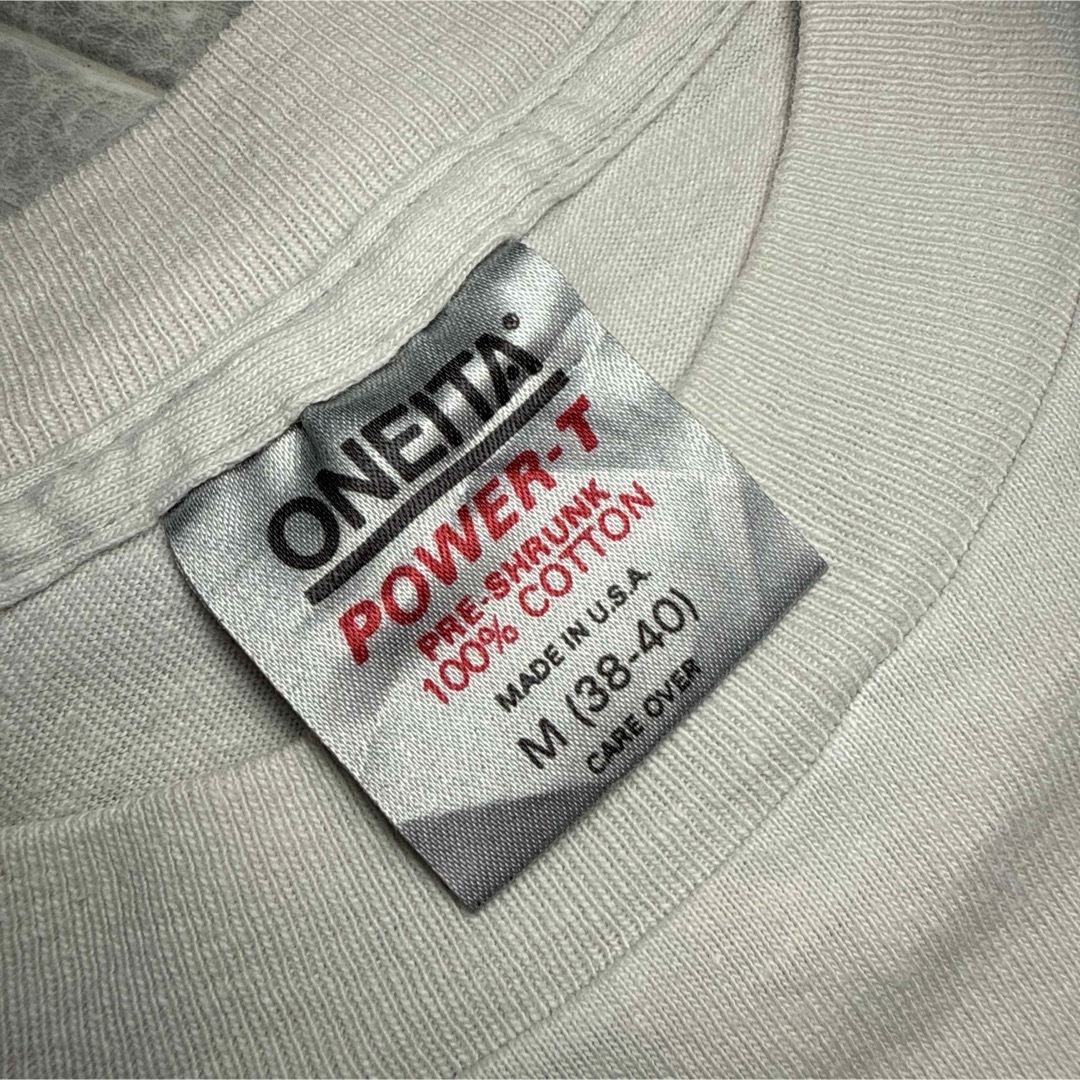 ONEITA®
POWER-T
PRE-SHRUNK
100% COTTON
MADE IN U.S.A.
M (38-40)
CARE OVER